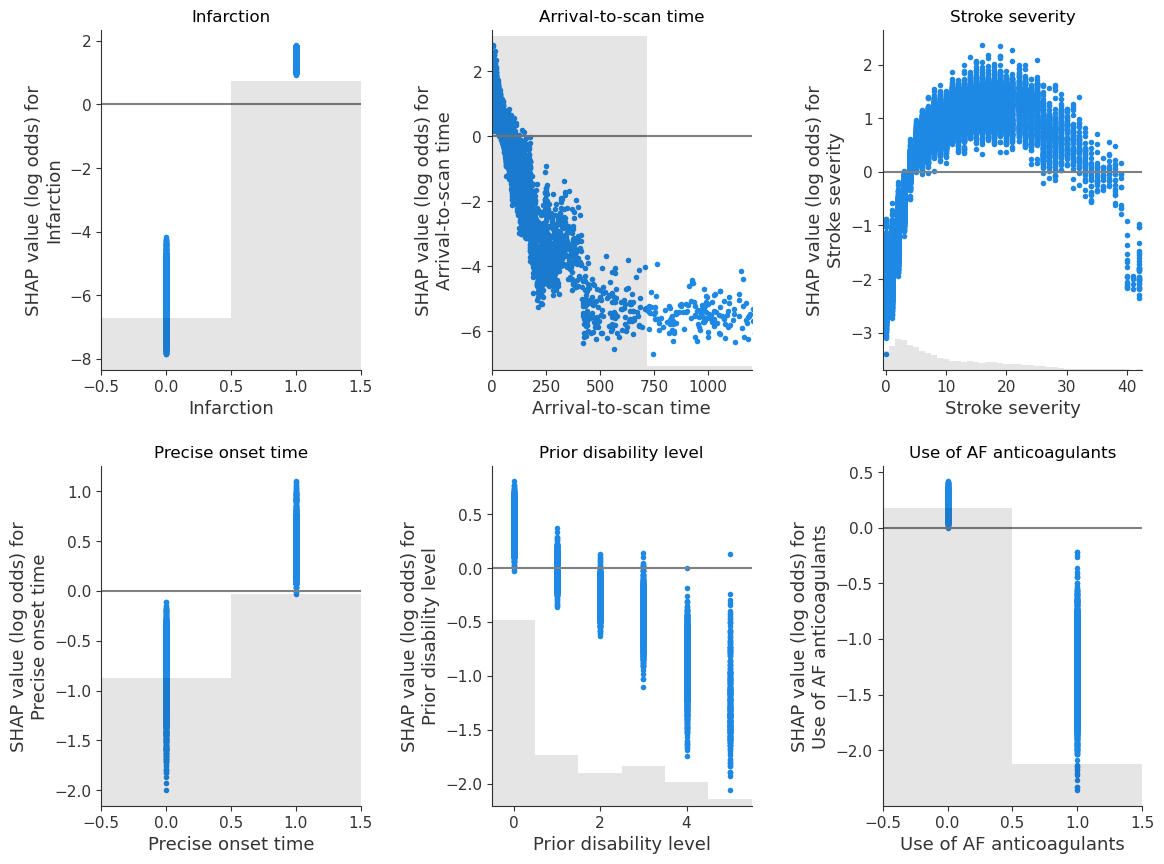 Infarction
SHAP value (log odds) for
Infarction
2
0
−2
−4
−6
−8
−0.5
0.0
0.5
1.0
1.5
Infarction
Arrival-to-scan time
SHAP value (log odds) for
Arrival-to-scan time
2
0
−2
−4
−6
0
250
500
750
1000
Arrival-to-scan time
Stroke severity
SHAP value (log odds) for
Stroke severity
2
1
0
−1
−2
−3
0
10
20
30
40
Stroke severity
Precise onset time
SHAP value (log odds) for
Precise onset time
1.0
0.5
0.0
−0.5
−1.0
−1.5
−2.0
−0.5
0.0
0.5
1.0
1.5
Precise onset time
Prior disability level
SHAP value (log odds) for
Prior disability level
0.5
0.0
−0.5
−1.0
−1.5
−2.0
0
2
4
Prior disability level
Use of AF anticoagulants
SHAP value (log odds) for
Use of AF anticoagulants
0.5
0.0
−0.5
−1.0
−1.5
−2.0
−0.5
0.0
0.5
1.0
1.5
Use of AF anticoagulants